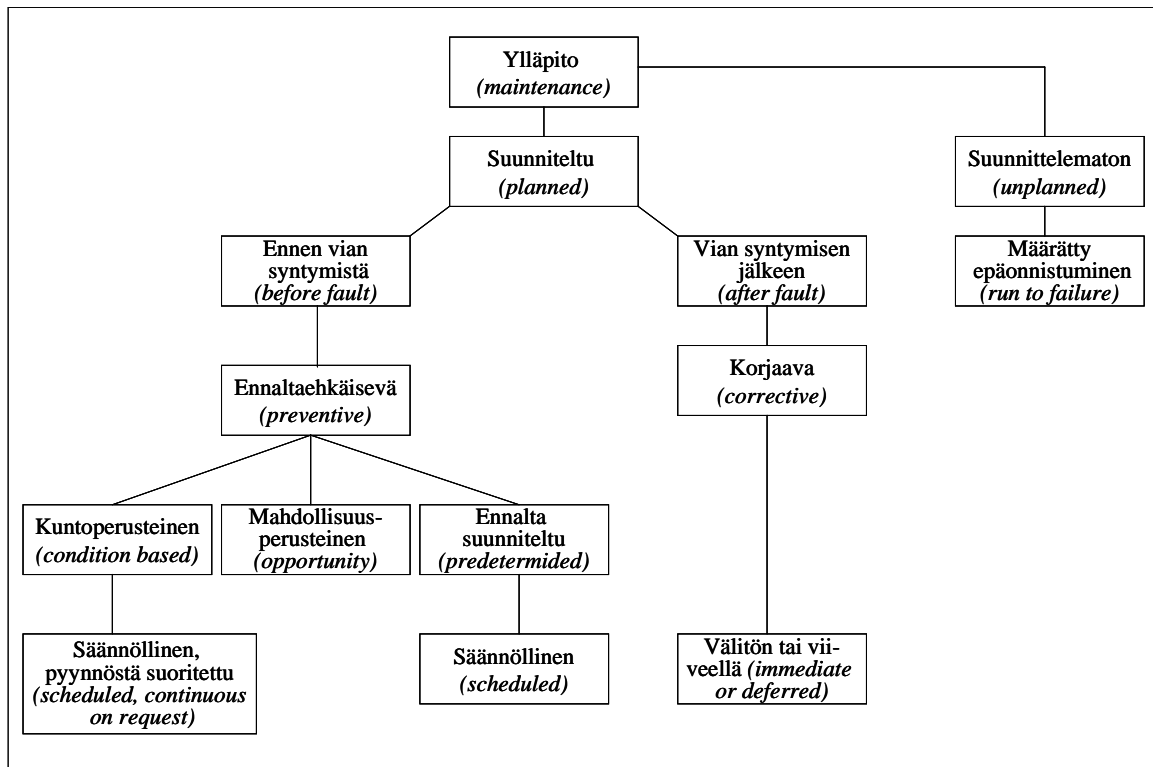 Ylläpito
(maintenance)
Suunniteltu
(planned)
Suunnittelematon
(unplanned)
Ennen vian
syntymistä
(before fault)
Vian syntymisen
jälkeen
(after fault)
Määrätty
epäonnistuminen
(run to failure)
Ennaltaehkäisevä
(preventive)
Korjaava
(corrective)
Kuntoperusteinen
(condition based)
Mahdollisuus-
perusteinen
(opportunity)
Ennalta
suunniteltu
(predetermided)
Säännöllinen,
pyynnöstä suoritettu
(scheduled, continuous
on request)
Säännöllinen
(scheduled)
Välitön tai vii-
veellä (immediate
or deferred)